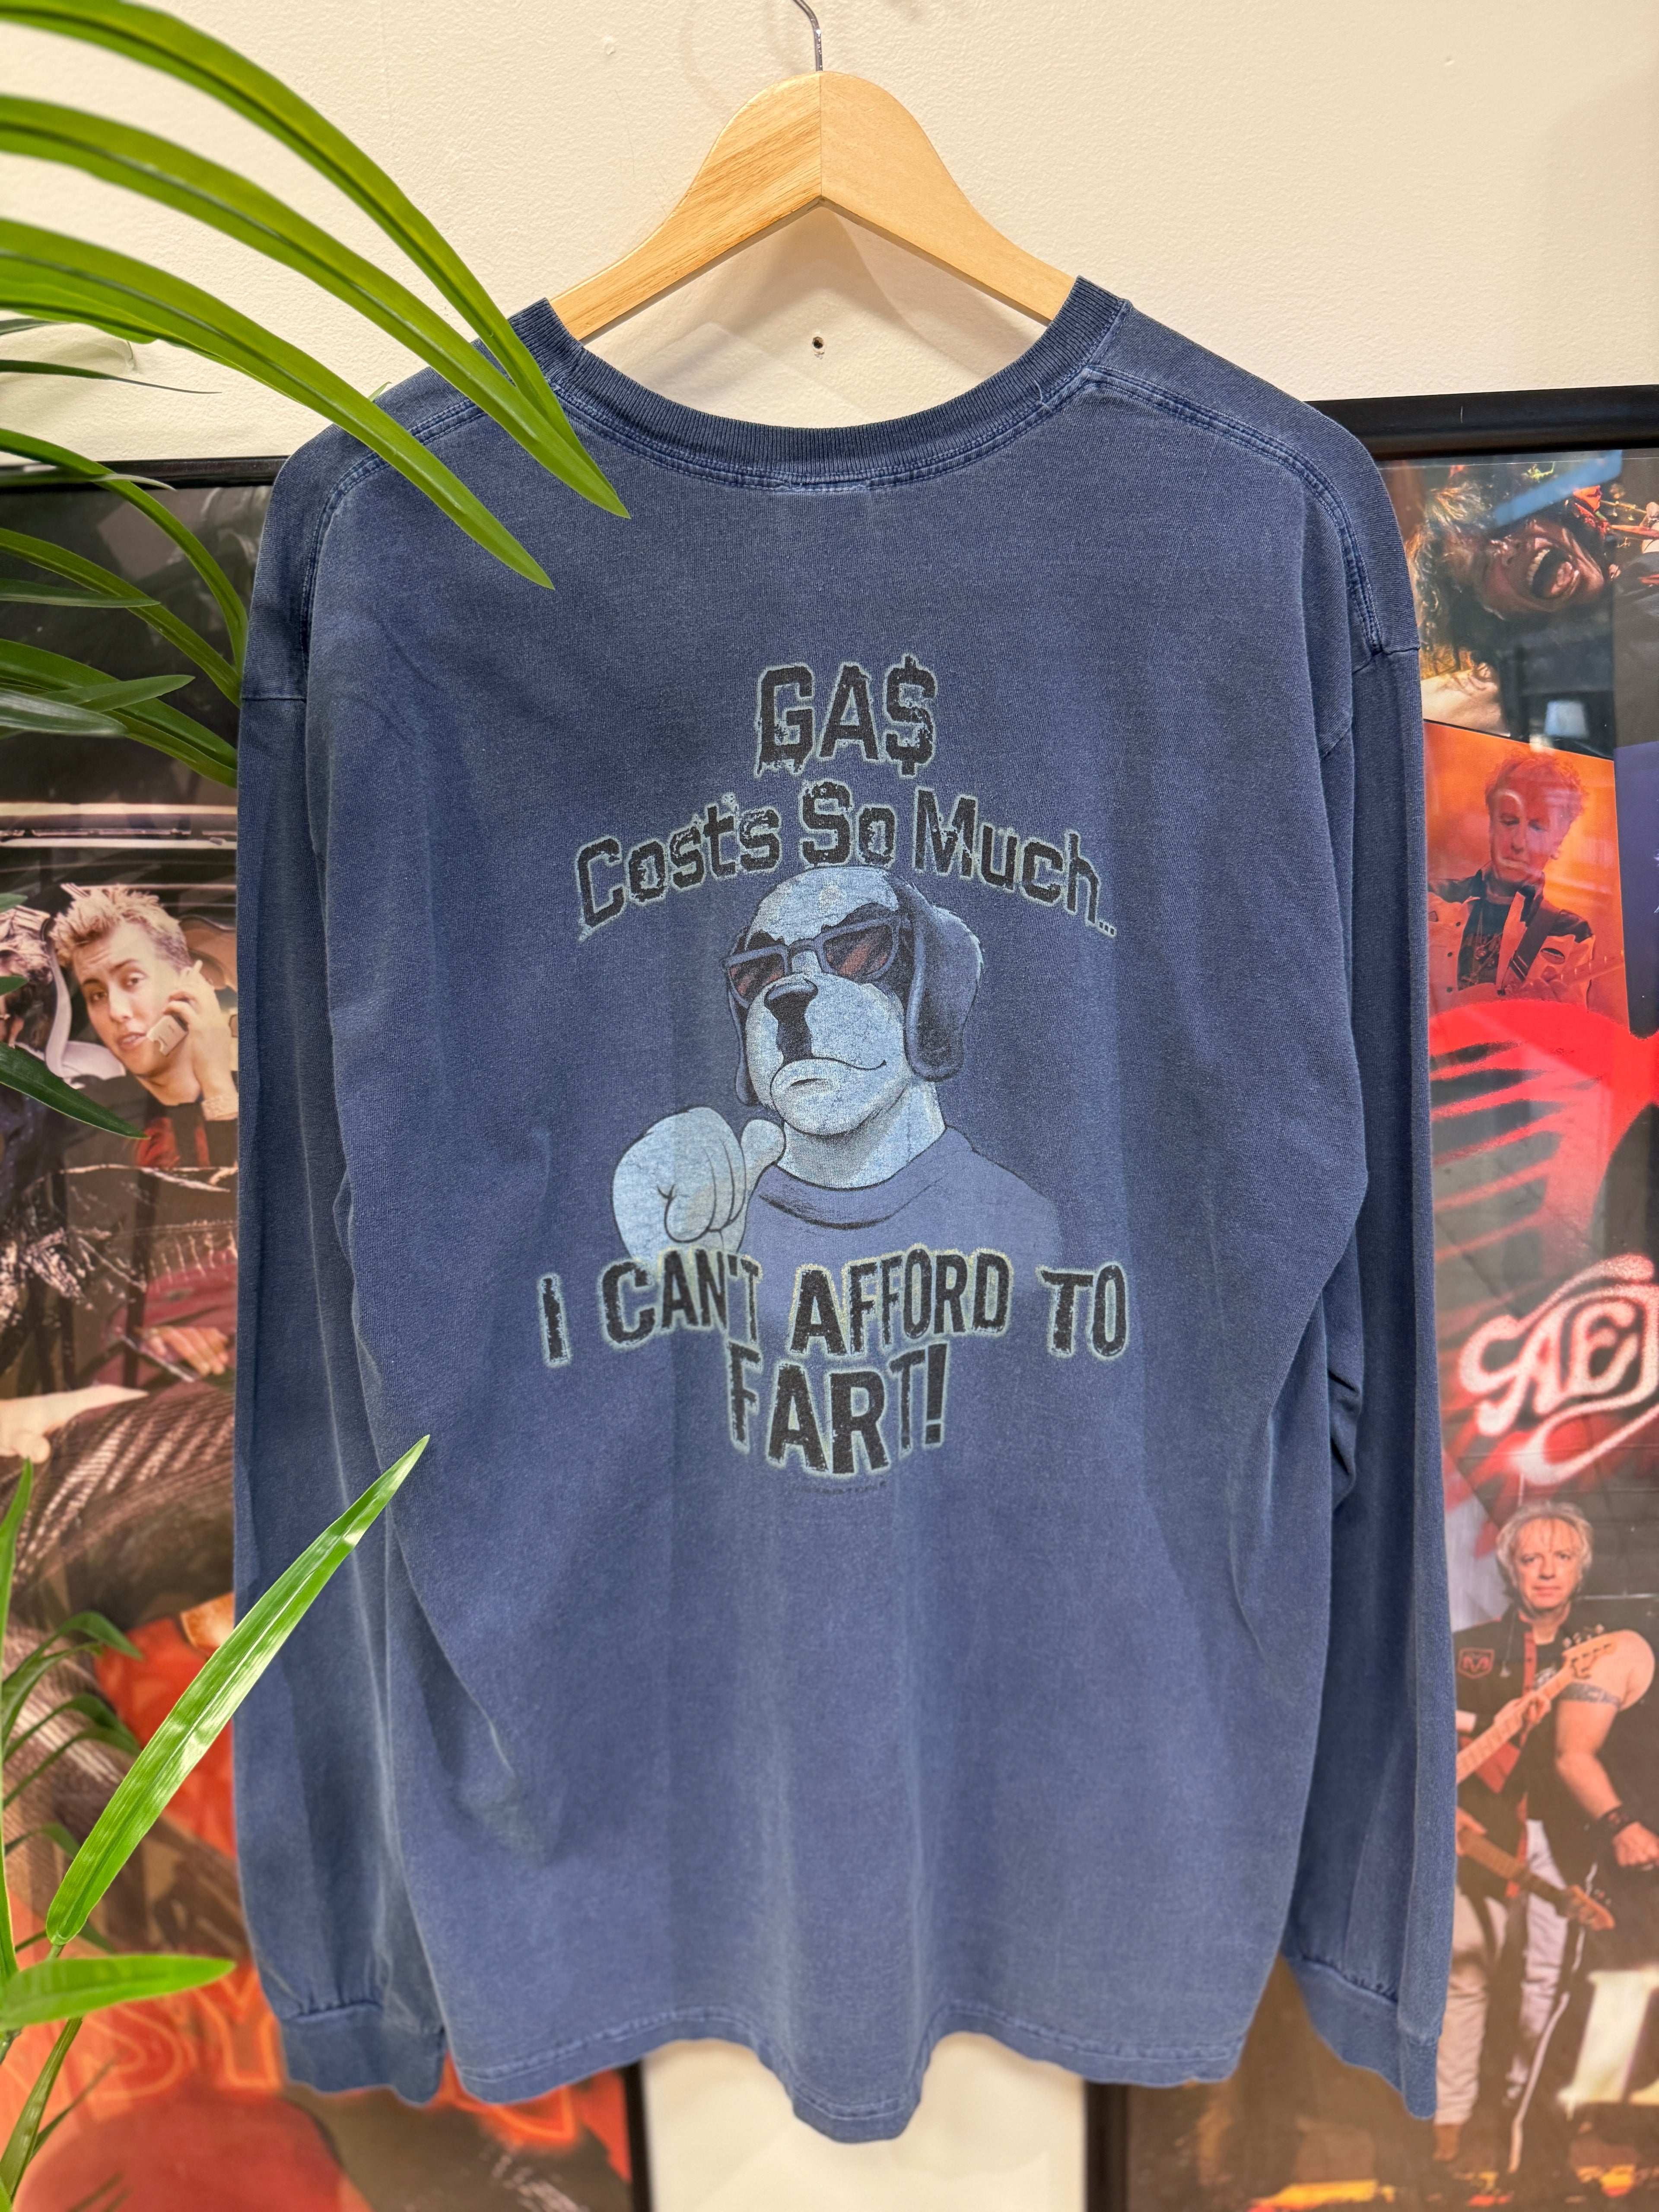 GA$
Costs So Much...
I CAN'T AFFORD TO
FART!